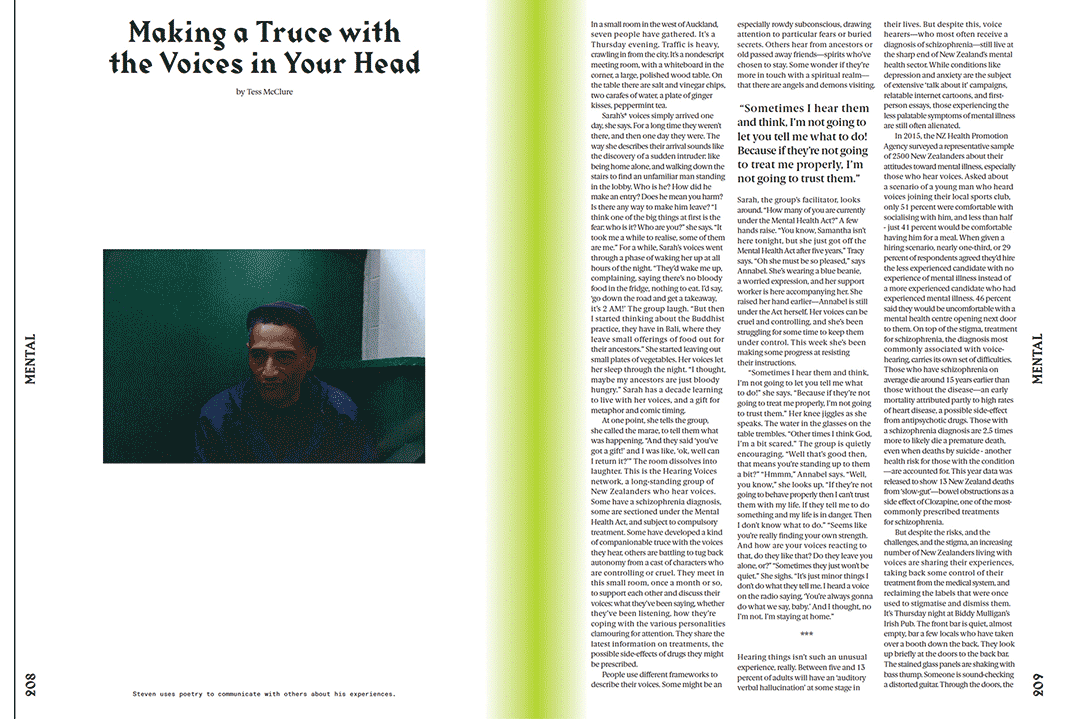 Making a Truce with
the Voices in Your Head
by Tess McClure
MENTAL
208
Steven uses poetry to communicate with others about his experiences.
In a small room in the west of Auckland,
seven people have gathered. It's a
Thursday evening. Traffic is heavy,
crawling in from the city. It's a nondescript
meeting room, with a whiteboard in the
corner, a large, polished wood table. On
the table there are salt and vinegar chips,
two carafes of water, a plate of ginger
kisses, peppermint tea.
Sarah's* voices simply arrived one
day, she says. For a long time they weren't
there, and then one day they were. The
way she describes their arrival sounds like
the discovery of a sudden intruder: like
being home alone, and walking down the
stairs to find an unfamiliar man standing
in the lobby. Who is he? How did he
make an entry? Does he mean you harm?
Is there any way to make him leave? "I
think one of the big things at first is the
fear: who is it? Who are you?" she says. "It
took me a while to realise, some of them
are me." For a while, Sarah's voices went
through a phase of waking her up at all
hours of the night. "They'd wake me up,
complaining, saying there's no bloody
food in the fridge, nothing to eat, I'd say,
'go down the road and get a takeaway,
it's 2 AM!' The group laugh. "But then
I started thinking about the Buddhist
practice, they have in Bali, where they
leave small offerings of food out for
their ancestors." She started leaving out
small plates of vegetables. Her voices let
her sleep through the night. "I thought,
maybe my ancestors are just bloody
hungry." Sarah has a decade learning
to live with her voices, and a gift for
metaphor and comic timing.
At one point, she tells the group,
she called the marae, to tell them what
was happening. "And they said 'you've
got a gift!' and I was like, 'ok, well can
I return it?'" The room dissolves into
laughter. This is the Hearing Voices
network, a long-standing group of
New Zealanders who hear voices.
Some have a schizophrenia diagnosis,
some are sectioned under the Mental
Health Act, and subject to compulsory
treatment. Some have developed a kind
of companionable truce with the voices
they hear, others are battling to tug back
autonomy from a cast of characters who
are controlling or cruel. They meet in
this small room, once a month or so,
to support each other and discuss their
voices: what they've been saying, whether
they've been listening, how they're
coping with the various personalities
clamouring for attention. They share the
latest information on treatments, the
possible side-effects of drugs they might
be prescribed.
People use different frameworks to
describe their voices. Some might be an
especially rowdy subconscious, drawing
attention to particular fears or buried
secrets. Others hear from ancestors or
old passed away friends—spirits who've
chosen to stay. Some wonder if they're
more in touch with a spiritual realm—
that there are angels and demons visiting.
"Sometimes I hear them
and think, I'm not going to
let you tell me what to do!
Because if they're not going
to treat me properly, I'm
not going to trust them."
Sarah, the group's facilitator, looks
around. "How many of you are currently
under the Mental Health Act?" A few
hands raise. "You know, Samantha isn't
here tonight, but she just got off the
Mental Health Act after five years," Tracy
says. "Oh she must be so pleased," says
Annabel. She's wearing a blue beanie,
a worried expression, and her support
worker is here accompanying her. She
raised her hand earlier—Annabel is still
under the Act herself. Her voices can be
cruel and controlling, and she's been
struggling for some time to keep them
under control. This week she's been
making some progress at resisting
their instructions.
"Sometimes I hear them and think,
I'm not going to let you tell me what
to do!" she says. "Because if they're not
going to treat me properly, I'm not going
to trust them." Her knee jiggles as she
speaks. The water in the glasses on the
table trembles. "Other times I think God,
I'm a bit scared." The group is quietly
encouraging. "Well that's good then,
that means you're standing up to them
a bit?" "Hmmm," Annabel says. "Well,
you know," she looks up. "If they're not
going to behave properly then I can't trust
them with my life. If they tell me to do
something and my life is in danger. Then
I don't know what to do." "Seems like
you're really finding your own strength.
And how are your voices reacting to
that, do they like that? Do they leave you
alone, or?" "Sometimes they just won't be
quiet." She sighs. "It's just minor things I
don't do what they tell me. I heard a voice
on the radio saying, 'You're always gonna
do what we say, baby.' And I thought, no
I'm not. I'm staying at home."
***
Hearing things isn't such an unusual
experience, really. Between five and 13
percent of adults will have an 'auditory
verbal hallucination' at some stage in
their lives. But despite this, voice
hearers—who most often receive a
diagnosis of schizophrenia—still live at
the sharp end of New Zealand's mental
health sector. While conditions like
depression and anxiety are the subject
of extensive 'talk about it' campaigns,
relatable internet cartoons, and first-
person essays, those experiencing the
less palatable symptoms of mental illness
are still often alienated.
In 2015, the NZ Health Promotion
Agency surveyed a representative sample
of 2500 New Zealanders about their
attitudes toward mental illness, especially
those who hear voices. Asked about
a scenario of a young man who heard
voices joining their local sports club,
only 51 percent were comfortable with
socialising with him, and less than half
- just 41 percent would be comfortable
having him for a meal. When given a
hiring scenario, nearly one-third, or 29
percent of respondents agreed they'd hire
the less experienced candidate with no
experience of mental illness instead of
a more experienced candidate who had
experienced mental illness. 46 percent
said they would be uncomfortable with a
mental health centre opening next door
to them. On top of the stigma, treatment
for schizophrenia, the diagnosis most
commonly associated with voice-
hearing, carries its own set of difficulties.
Those who have schizophrenia on
average die around 15 years earlier than
those without the disease—an early
mortality attributed partly to high rates
of heart disease, a possible side-effect
from antipsychotic drugs. Those with
a schizophrenia diagnosis are 2.5 times
more to likely die a premature death,
even when deaths by suicide - another
health risk for those with the condition
—are accounted for. This year data was
released to show 13 New Zealand deaths
from 'slow-gut'—bowel obstructions as a
side effect of Clozapine, one of the most-
commonly prescribed treatments
for schizophrenia.
But despite the risks, and the
challenges, and the stigma, an increasing
number of New Zealanders living with
voices are sharing their experiences,
taking back some control of their
treatment from the medical system, and
reclaiming the labels that were once
used to stigmatise and dismiss them.
It's Thursday night at Biddy Mulligan's
Irish Pub. The front bar is quiet, almost
empty, bar a few locals who have taken
over a booth down the back. They look
up briefly at the doors to the back bar.
The stained glass panels are shaking with
bass thump. Someone is sound-checking
a distorted guitar. Through the doors, the
MENTAL
209